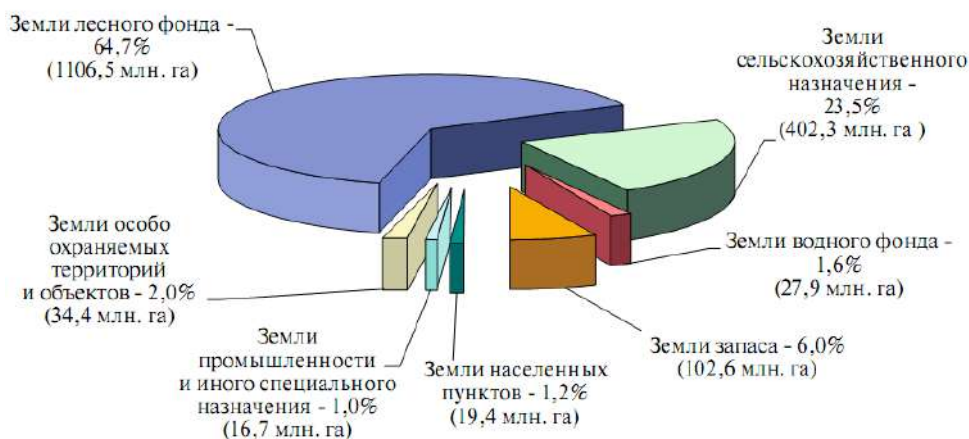 Земли лесного фонда -
64,7%
(1106,5 млн. га)
Земли
сельскохозяйственного
назначения -
23,5%
(402,3 млн. га )
Земли водного фонда -
1,6%
(27,9 млн. га)
Земли запаса - 6,0%
(102,6 млн. га)
Земли населенных
пунктов - 1,2%
(19,4 млн. га)
Земли
промышленности
и иного специального
назначения - 1,0%
(16,7 млн. га)
Земли особо
охраняемых
территорий
и объектов - 2,0%
(34,4 млн. га)